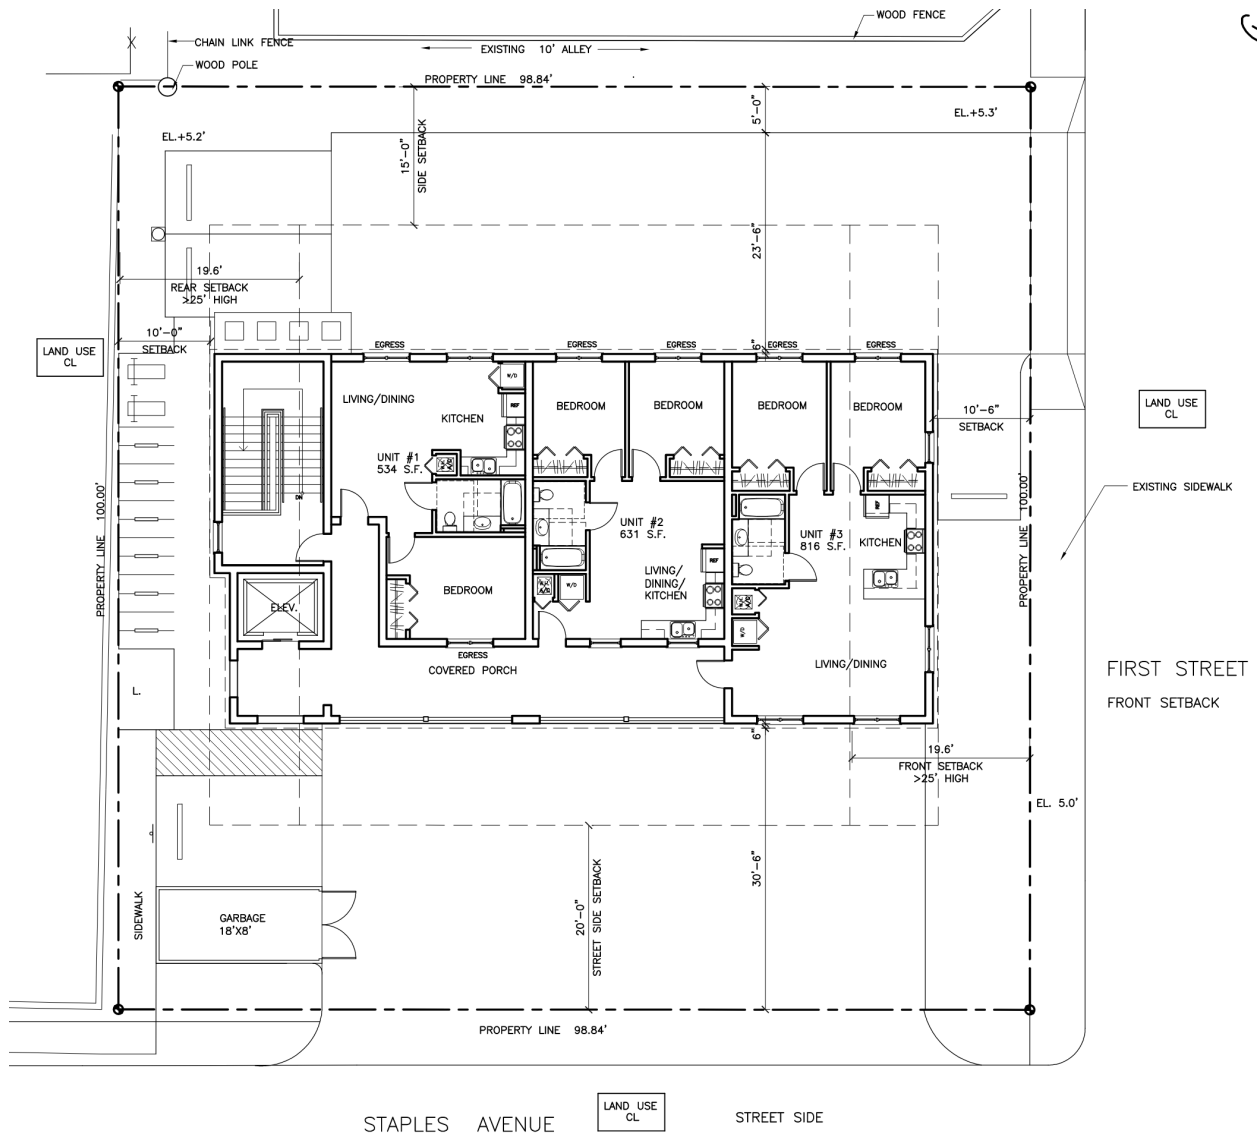 WOOD FENCE
CHAIN LINK FENCE
EXISTING 10' ALLEY
WOOD POLE
PROPERTY LINE 98.84'
5'-0"
EL.+5.2'
EL.+5.3'
15'-0"
SIDE SETBACK
23'-6"
19.6'
REAR SETBACK
>25' HIGH
10'-0"
SETBACK
LAND USE
CL
EGRESS
EGRESS
EGRESS
6"
EGRESS
EGRESS
LAND USE
CL
W/D
LIVING/DINING
KITCHEN
REF
BEDROOM
BEDROOM
BEDROOM
BEDROOM
10'-6"
SETBACK
UNIT #1
534 S.F.
EXISTING SIDEWALK
PROPERTY LINE 100.00'
DN
UNIT #2
631 S.F.
UNIT #3
816 S.F.
REF
KITCHEN
PROPERTY LINE 100.00'
BEDROOM
ELEV.
LIVING/
DINING/
KITCHEN
REF
W/D
W/D
EGRESS
COVERED PORCH
LIVING/DINING
FIRST STREET
FRONT SETBACK
L.
6"
19.6'
FRONT SETBACK
>25' HIGH
EL. 5.0'
30'-6"
20'-0"
STREET SIDE SETBACK
SIDEWALK
GARBAGE
18'X8'
PROPERTY LINE 98.84'
STAPLES AVENUE
LAND USE
CL
STREET SIDE